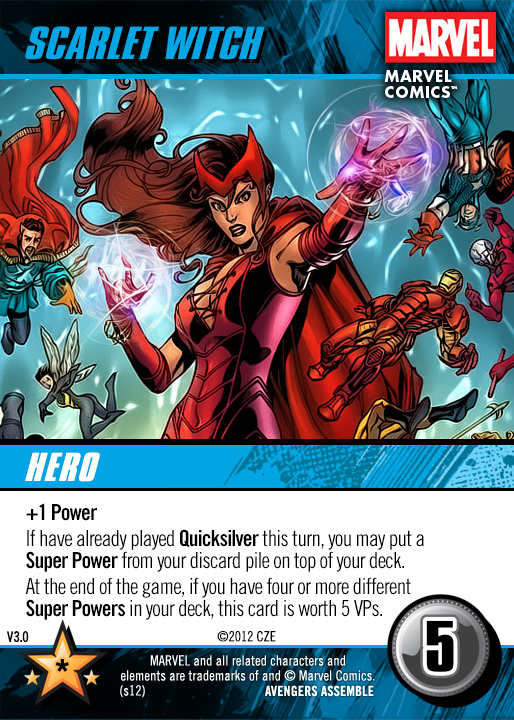 SCARLET WITCH
MARVEL
MARVEL
COMICS™
HERO
+1 Power
If have already played Quicksilver this turn, you may put a
Super Power from your discard pile on top of your deck.
At the end of the game, if you have four or more different
Super Powers in your deck, this card is worth 5 VPs.
V3.0
©2012 CZE
5
*
MARVEL and all related characters and
elements are trademarks of and © Marvel Comics.
(s12)
AVENGERS ASSEMBLE